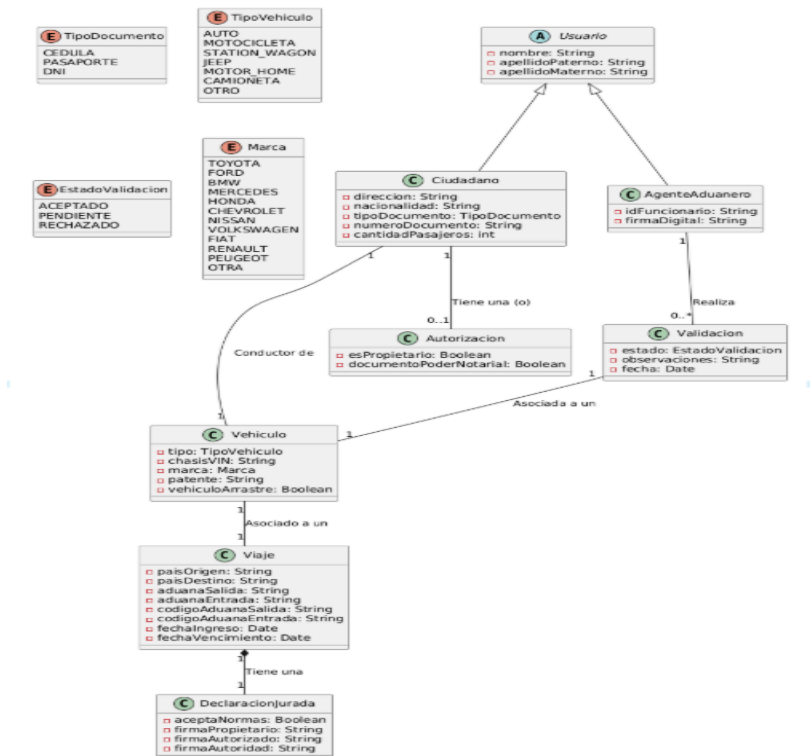 E TipoDocumento
CEDULA
PASAPORTE
DNI
E TipoVehiculo
AUTO
MOTOCICLETA
STATION_WAGON
JEEP
MOTOR_HOME
CAMIONETA
OTRO
A Usuario
nombre: String
apellidoPaterno: String
apellidoMaterno: String
E EstadoValidacion
ACEPTADO
PENDIENTE
RECHAZADO
E Marca
TOYOTA
FORD
BMW
MERCEDES
HONDA
CHEVROLET
NISSAN
VOLKSWAGEN
FIAT
RENAULT
PEUGEOT
OTRA
C Ciudadano
direccion: String
nacionalidad: String
tipoDocumento: TipoDocumento
numeroDocumento: String
cantidadPasajeros: int
C AgenteAduanero
idFuncionario: String
firmaDigital: String
1
1
1
Tiene una (o)
Realiza
0..1
0..*
Conductor de
C Autorizacion
esPropietario: Boolean
documentoPoderNotarial: Boolean
C Validacion
estado: EstadoValidacion
observaciones: String
fecha: Date
1
Asociada a un
1
1
C Vehiculo
tipo: TipoVehiculo
chasisVIN: String
marca: Marca
patente: String
vehiculoArrastre: Boolean
1
Asociado a un
1
C Viaje
paisOrigen: String
paisDestino: String
aduanaSalida: String
aduanaEntrada: String
codigoAduanaSalida: String
codigoAduanaEntrada: String
fechaIngreso: Date
fechaVencimiento: Date
1
Tiene una
1
C DeclaracionJurada
aceptaNormas: Boolean
firmaPropietario: String
firmaAutorizado: String
firmaAutoridad: String